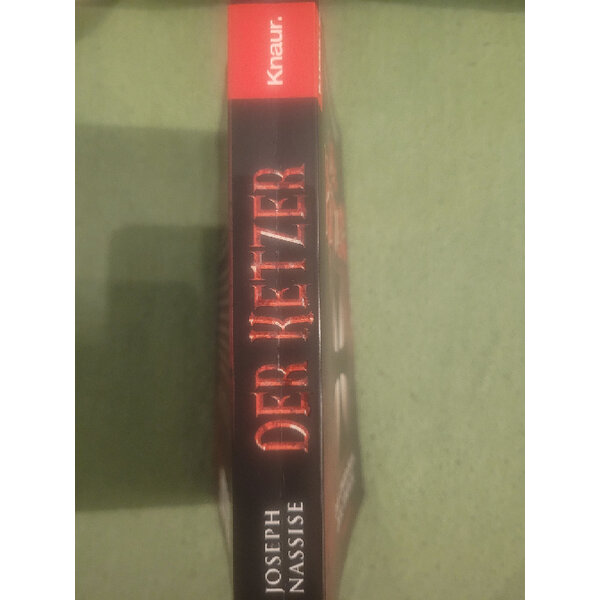 JOSEPH
NASSISE
DER KETZER
Knaur.